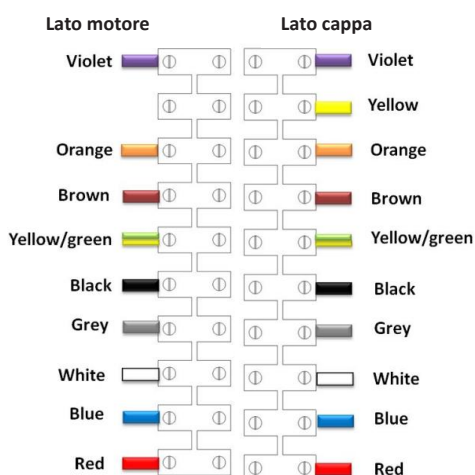 Lato motore Lato cappa
Violet Violet
Yellow
Orange Orange
Brown Brown
Yellow/green Yellow/green
Black Black
Grey Grey
White White
Blue Blue
Red Red